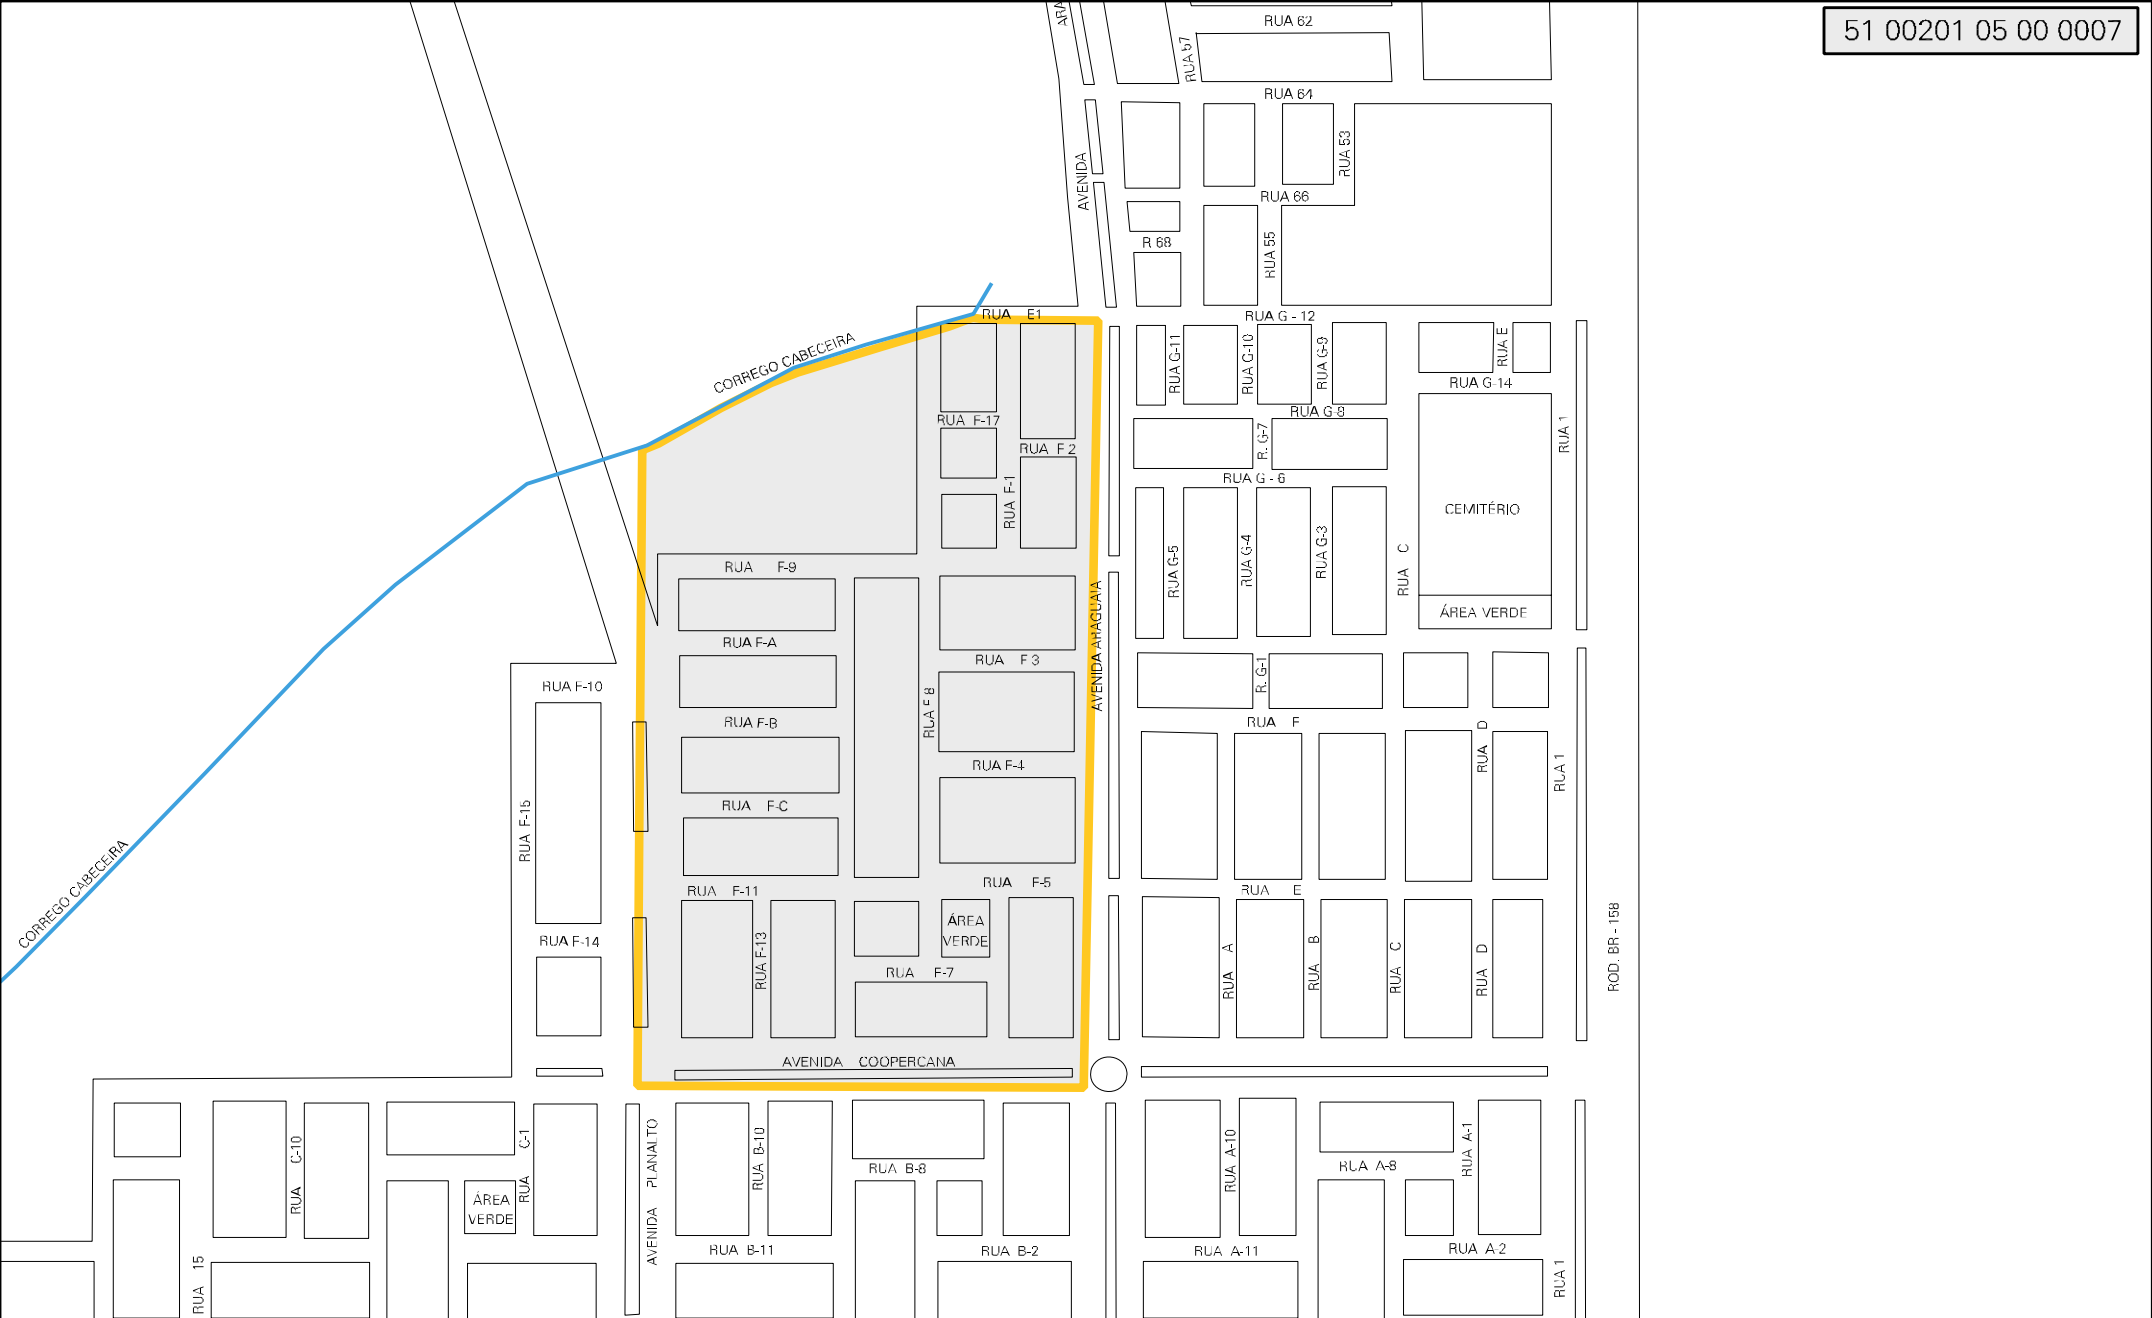 51 00201 05 00 0007
ARA
RUA 62
RUA 57
RUA 64
RUA 53
AVENIDA
RUA 66
R 68
RUA 55
RUA E1
RUA G - 12
CORREGO CABECEIRA
RUA G-11
RUA G-10
RUA G-9
RUA E
RUA G-14
RUA F-17
RUA G-8
RUA 1
R. G-7
RUA F 2
RUA G - 6
RUA F-1
CEMITÉRIO
RUA F-9
RUA G-5
RUA G-4
RUA G-3
RUA C
ÁREA VERDE
AVENIDA ARAGUAIA
RUA F-A
RUA F 3
R. G-1
RUA F-10
RUA F 8
RUA F-B
RUA F
RUA D
RUA F-4
RUA 1
RUA F-C
RUA F-15
CORREGO CABECEIRA
RUA F-11
RUA F-5
RUA E
ÁREA
VERDE
RUA F-14
RUA F-13
RUA F-7
RUA A
RUA B
RUA C
RUA D
ROD. BR - 158
AVENIDA COOPERCANA
RUA C-10
RUA C-1
AVENIDA PLANALTO
RUA B-10
RUA B-8
RUA A-10
RUA A-8
RUA A-1
ÁREA
VERDE
RUA B-11
RUA B-2
RUA A-11
RUA A-2
RUA 15
RUA 1